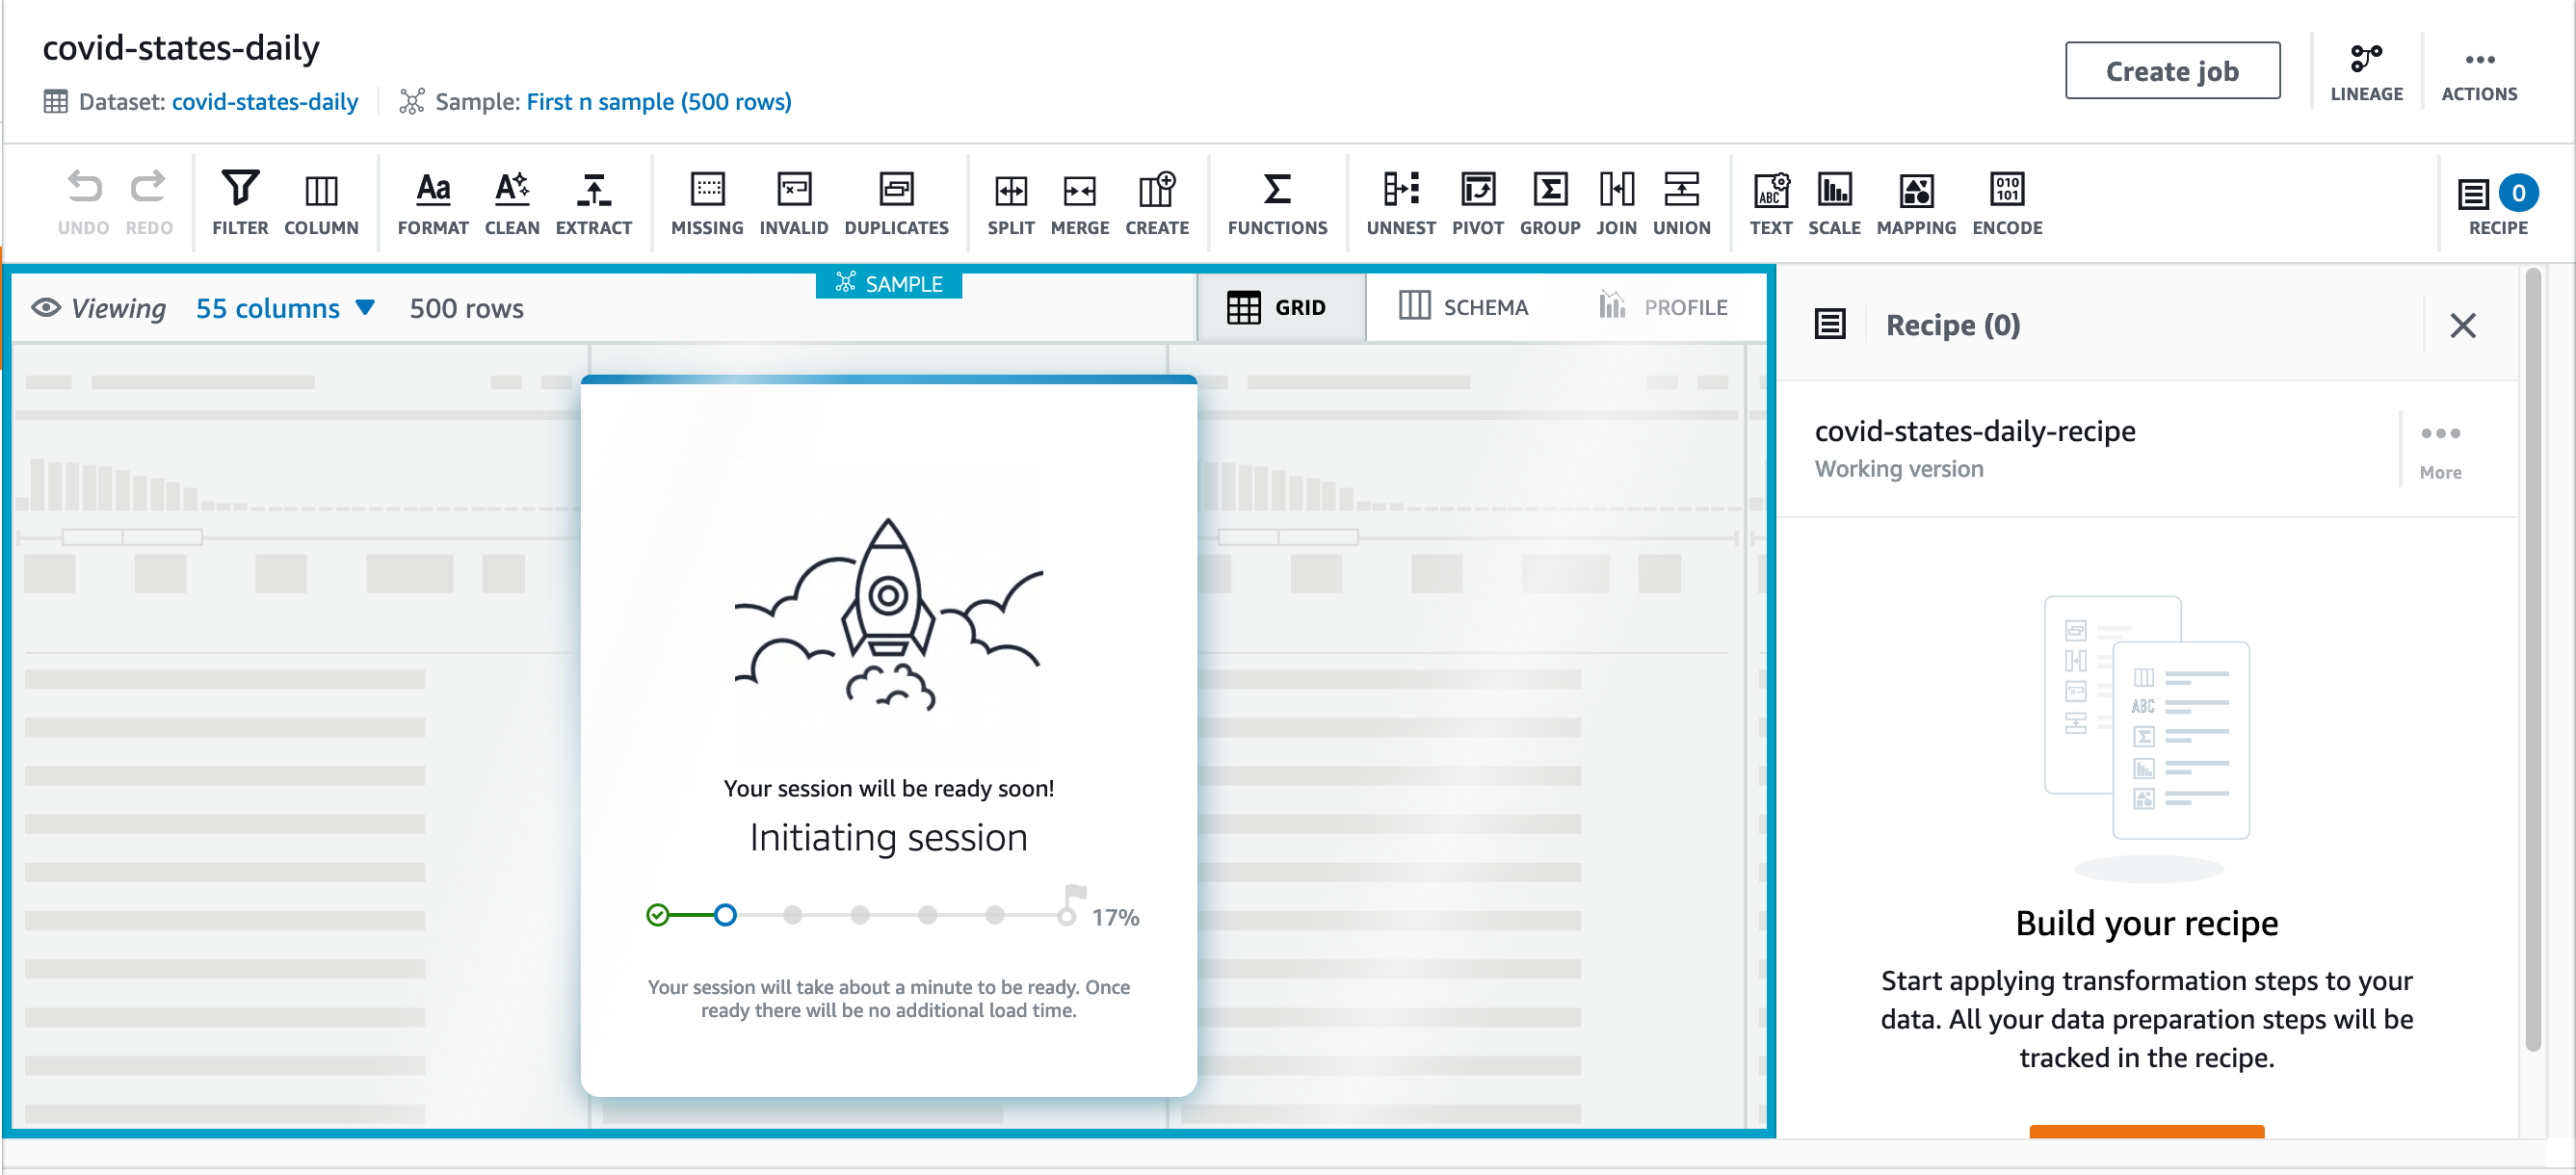 covid-states-daily
Dataset: covid-states-daily
Sample: First n sample (500 rows)
Create job
LINEAGE
ACTIONS
UNDO
REDO
FILTER
COLUMN
Aa
FORMAT
A
CLEAN
EXTRACT
MISSING
INVALID
DUPLICATES
SPLIT
MERGE
CREATE
Σ
FUNCTIONS
UNNEST
PIVOT
Σ
GROUP
JOIN
UNION
ABC
TEXT
SCALE
MAPPING
010
101
ENCODE
0
RECIPE
SAMPLE
Viewing 55 columns 500 rows
GRID
SCHEMA
PROFILE
Your session will be ready soon!
Initiating session
17%
Your session will take about a minute to be ready. Once
ready there will be no additional load time.
Recipe (0)
covid-states-daily-recipe
Working version
More
ABC
Σ
Build your recipe
Start applying transformation steps to your
data. All your data preparation steps will be
tracked in the recipe.